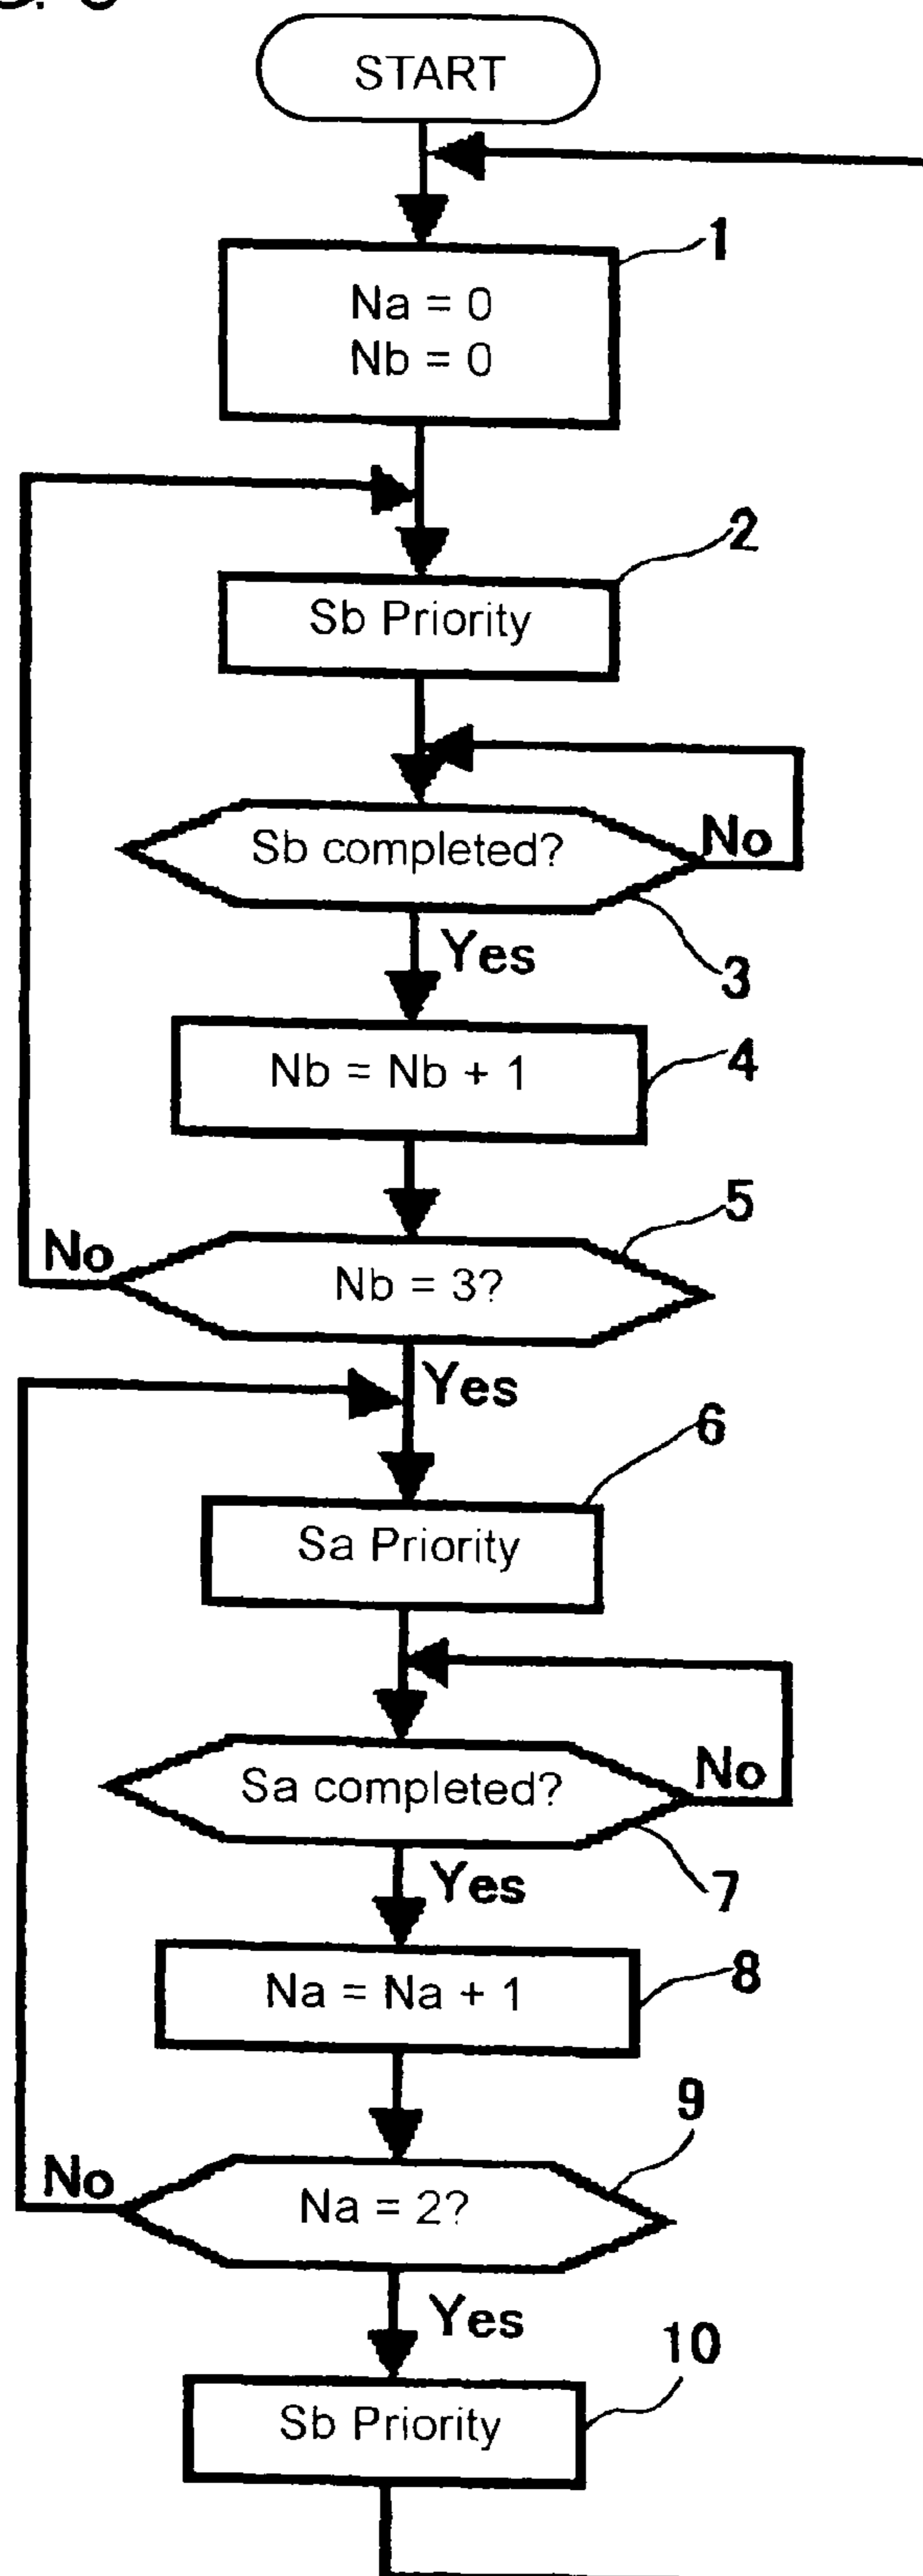 START
1
Na = 0
Nb = 0
2
Sb Priority
Sb completed?
No
Yes
3
Nb = Nb + 1
4
5
No
Nb = 3?
Yes
6
Sa Priority
Sa completed?
No
Yes
7
Na = Na + 1
8
9
No
Na = 2?
Yes
10
Sb Priority